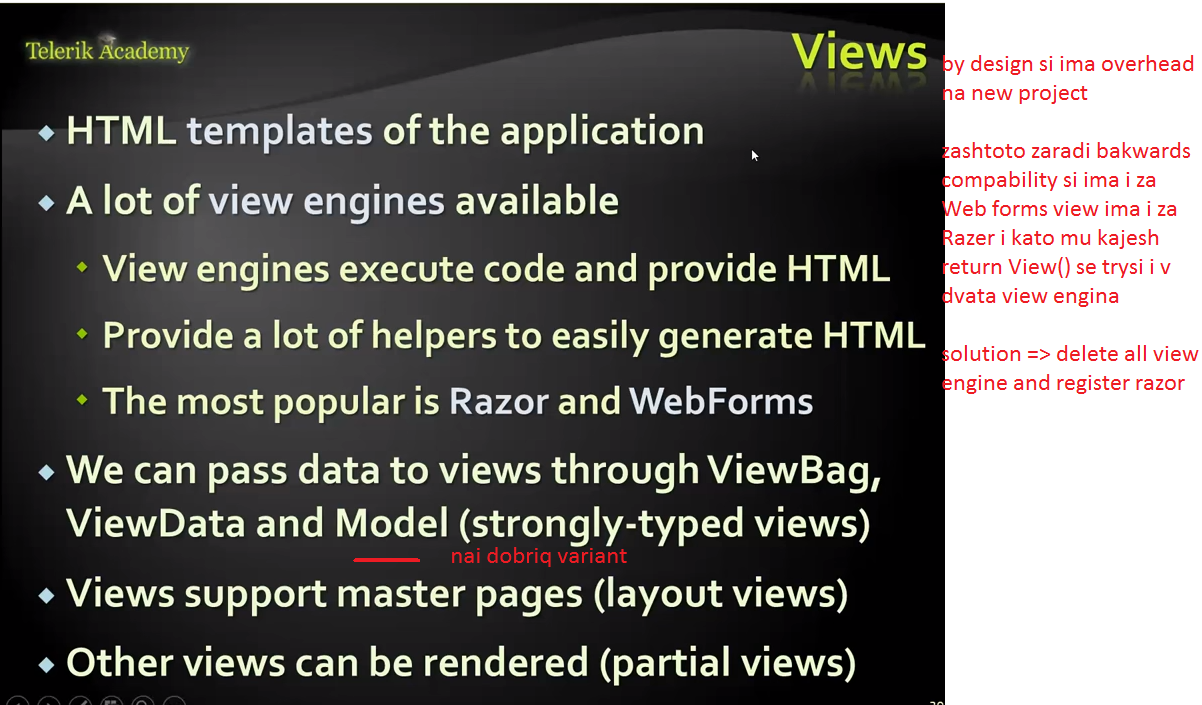 Telerik Academy
Views
HTML templates of the application
A lot of view engines available
View engines execute code and provide HTML
Provide a lot of helpers to easily generate HTML
The most popular is Razor and WebForms
We can pass data to views through ViewBag,
ViewData and Model (strongly-typed views)
nai dobriq variant
Views support master pages (layout views)
Other views can be rendered (partial views)
by design si ima overhead
na new project
zashtoto zaradi bakwards
compability si ima i za
Web forms view ima i za
Razer i kato mu kajesh
return View() se trysi i v
dvata view engina
solution => delete all view
engine and register razor